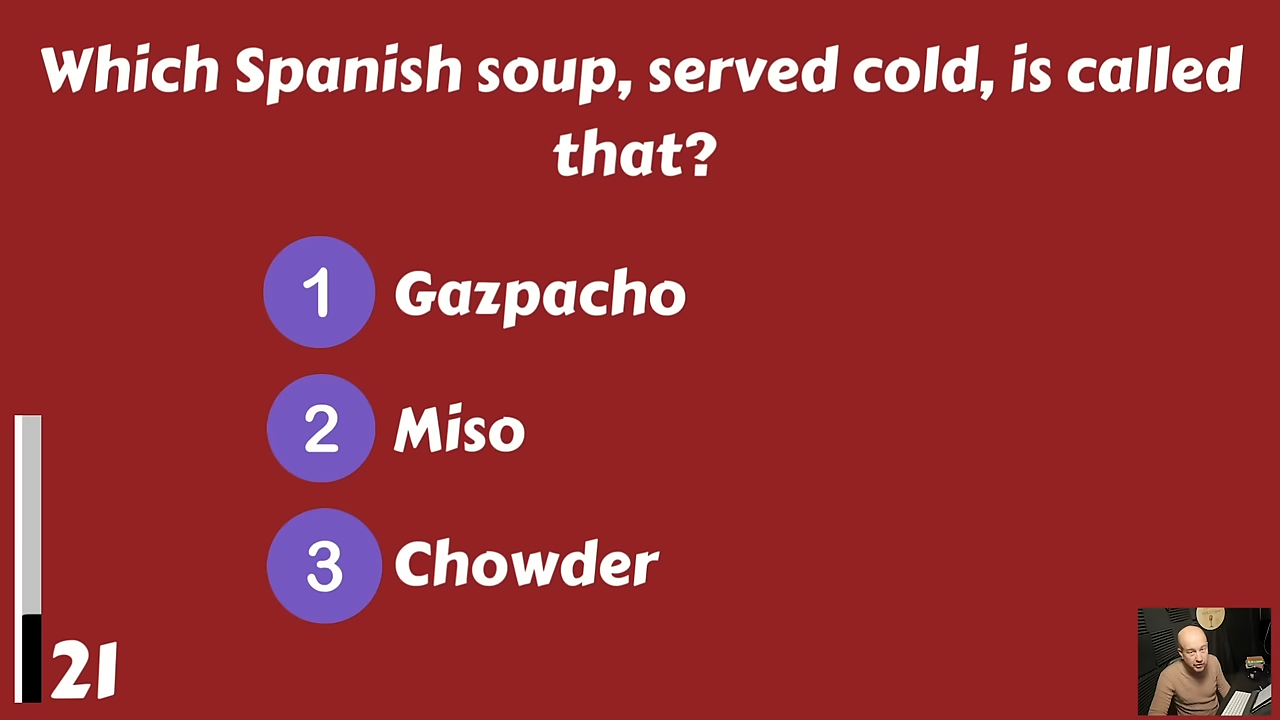 Which Spanish soup, served cold, is called
that?
1 Gazpacho
2 Miso
3 Chowder
21